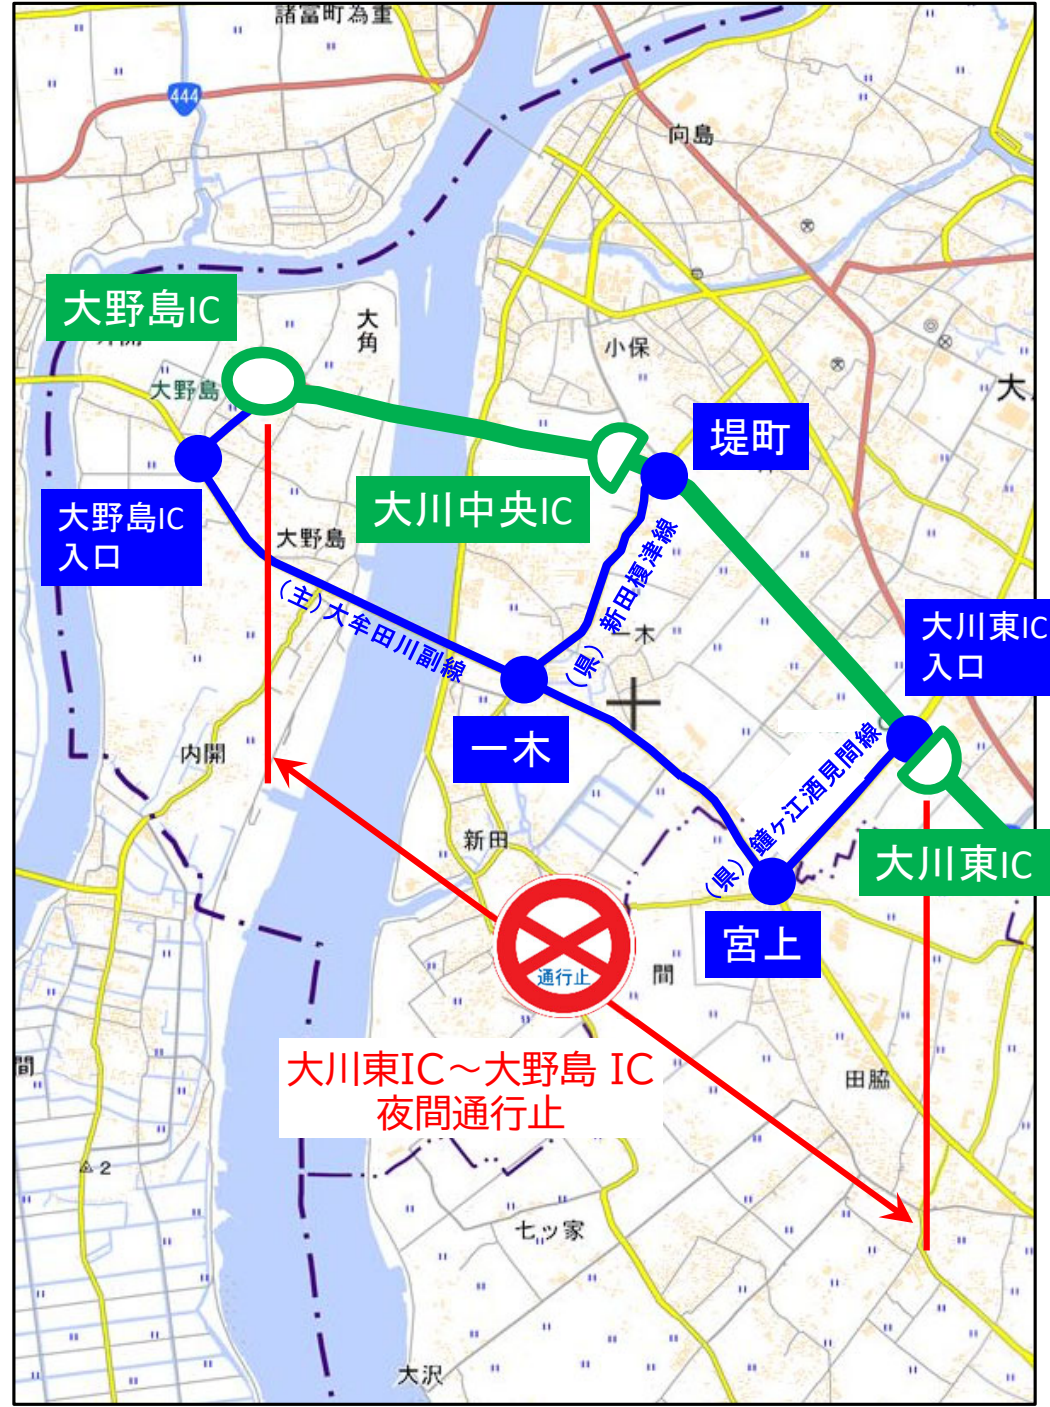 諸富町為重
444
向島
大野島IC
大角
小保
大野島
大
堤町
大川中央IC
大野島IC
入口
大野島
(主)大牟田川副線
(県)新田榎津線
一木
大川東IC
入口
一木
内開
(県)鐘ヶ江酒見間線
新田
大川東IC
宮上
通行止
間
大川東IC～大野島 IC
夜間通行止
間
田脇
2
七ッ家
大沢